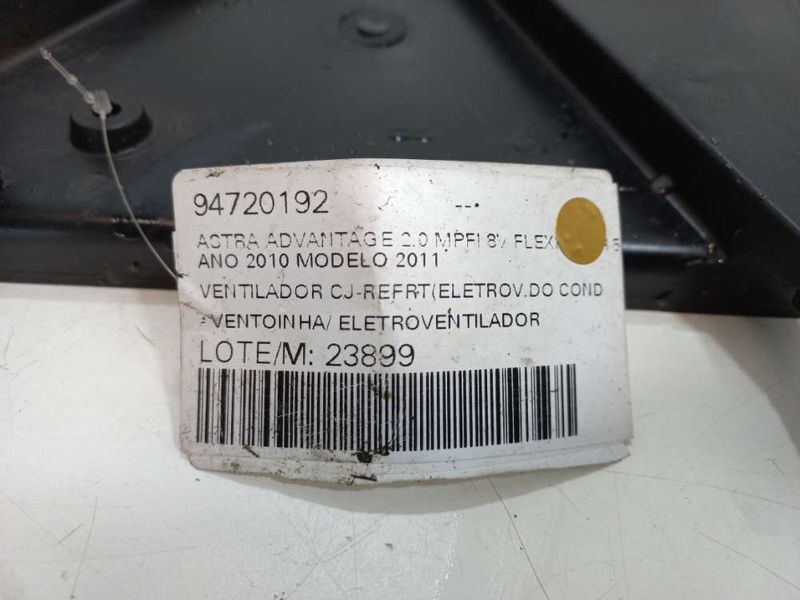 94720192 --•
ASTRA ADVANTAGE 2.0 MPFI 8V
ANO 2010 MODELO 2011
VENTILADOR CJ-REFRT(ELETROV.DO COND
- VENTOINHA/ ELETROVENTILADOR
LOTE/M: 23899